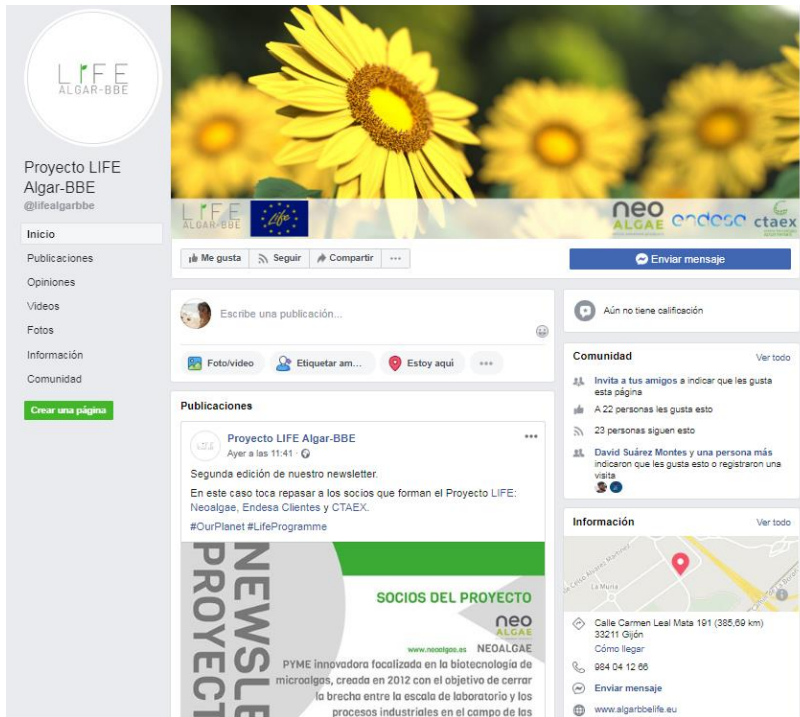 LIFE
ALGAR-BBE
Proyecto LIFE
Algar-BBE
@lifealgarbbe
Inicio
Publicaciones
Opiniones
Videos
Fotos
Información
Comunidad
Crear una página
LIFE
ALGAR-BBE
Life
neo
ALGAE
endesa
ctaex
Me gusta
Seguir
Compartir
Enviar mensaje
Escribe una publicación...
Foto/video
Etiquetar am...
Estoy aquí
Aún no tiene calificación
Comunidad
Ver todo
Invita a tus amigos a indicar que les gusta
esta página
A 22 personas les gusta esto
23 personas siguen esto
David Suárez Montes y una persona más
indicaron que les gusta esto o registraron una
visita
Publicaciones
Proyecto LIFE Algar-BBE
Ayer a las 11:41 ·
Segunda edición de nuestro newsletter.
En este caso toca repasar a los socios que forman el Proyecto LIFE:
Neoalgae, Endesa Clientes y CTAEX.
#OurPlanet #LifeProgramme
NEWSLE
PROYECT
SOCIOS DEL PROYECTO
neo
ALGAE
www.neoalgae.es NEOALGAE
PYME innovadora focalizada en la biotecnología de
microalgas, creada en 2012 con el objetivo de cerrar
la brecha entre la escala de laboratorio y los
procesos industriales en el campo de las
Información
Ver todo
La Muria
Calle Carmen Leal Mata 191 (385,69 km)
33211 Gijón
Cómo llegar
984 04 12 66
Enviar mensaje
www.algarbbelife.eu